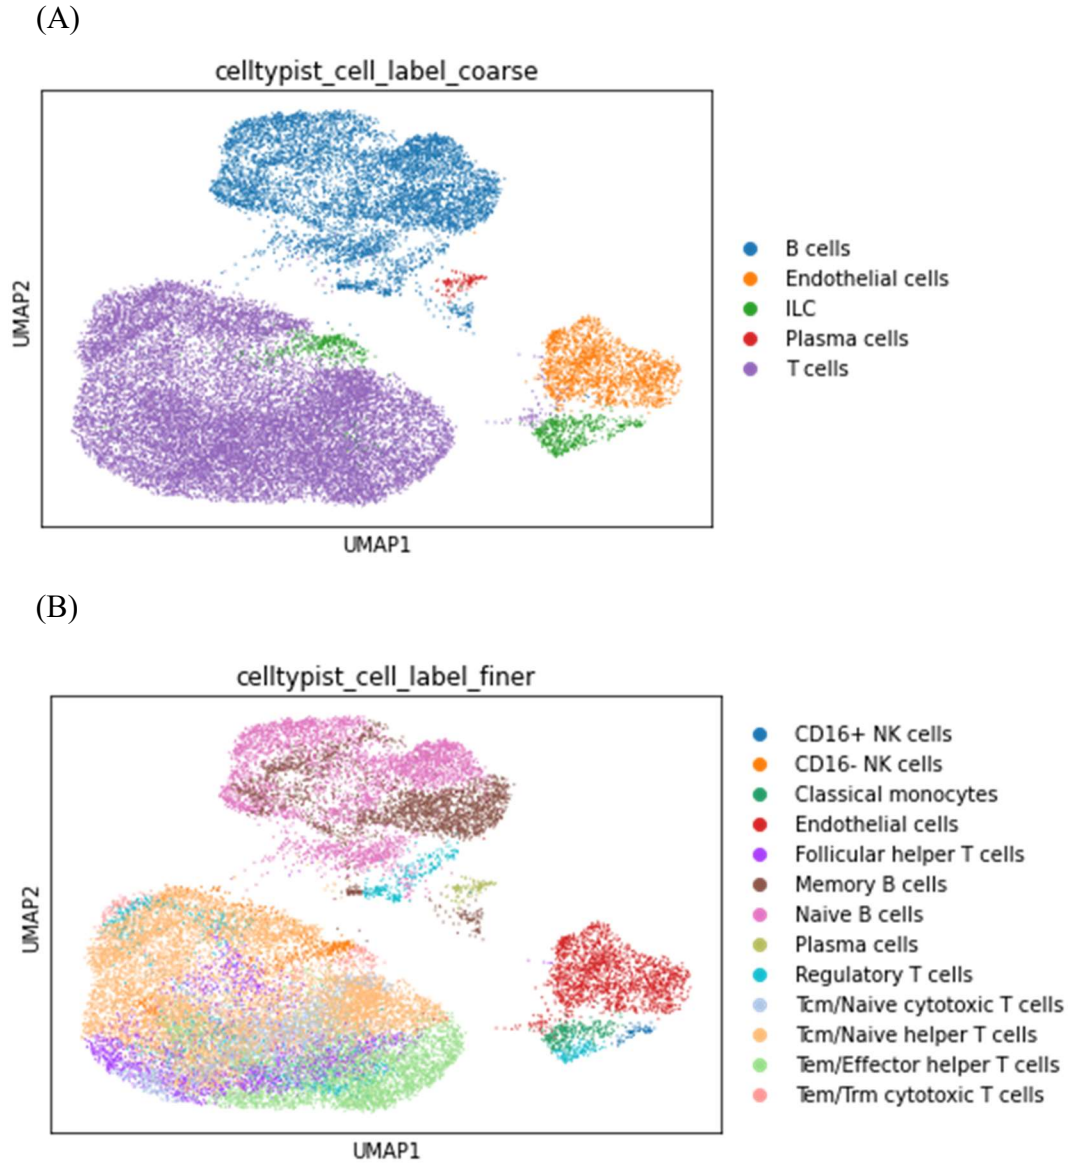 (A)
celltypist_cell_label_coarse
UMAP2
B cells
Endothelial cells
ILC
Plasma cells
T cells
UMAP1
(B)
celltypist_cell_label_finer
UMAP2
CD16+ NK cells
CD16- NK cells
Classical monocytes
Endothelial cells
Follicular helper T cells
Memory B cells
Naive B cells
Plasma cells
Regulatory T cells
Tcm/Naive cytotoxic T cells
Tcm/Naive helper T cells
Tem/Effector helper T cells
Tem/Trm cytotoxic T cells
UMAP1